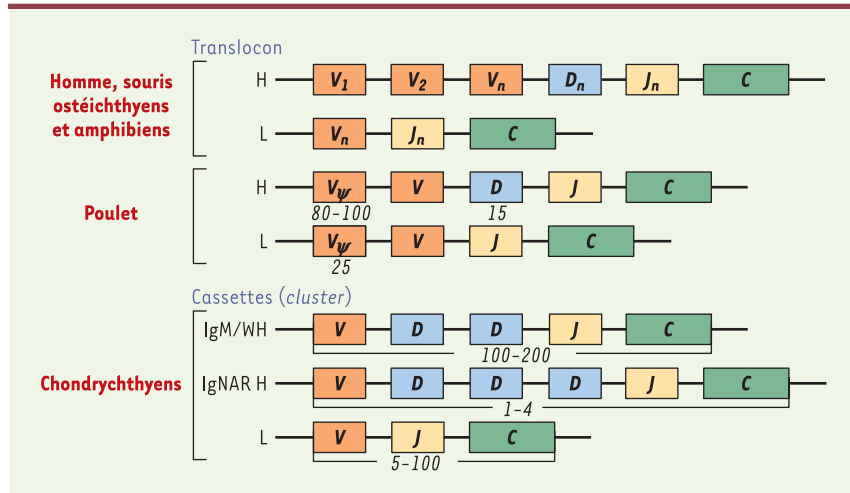 Translocon
Homme, souris
ostéichthyens
et amphibiens
H V1 V2 Vn Dn Jn C
L Vn Jn C
Poulet
H Vψ V D J C
80-100 15
L Vψ V J C
25
Cassettes (cluster)
Chondrychthyens
IgM/WH V D D J C
100-200
IgNAR H V D D D J C
1-4
L V J C
5-100